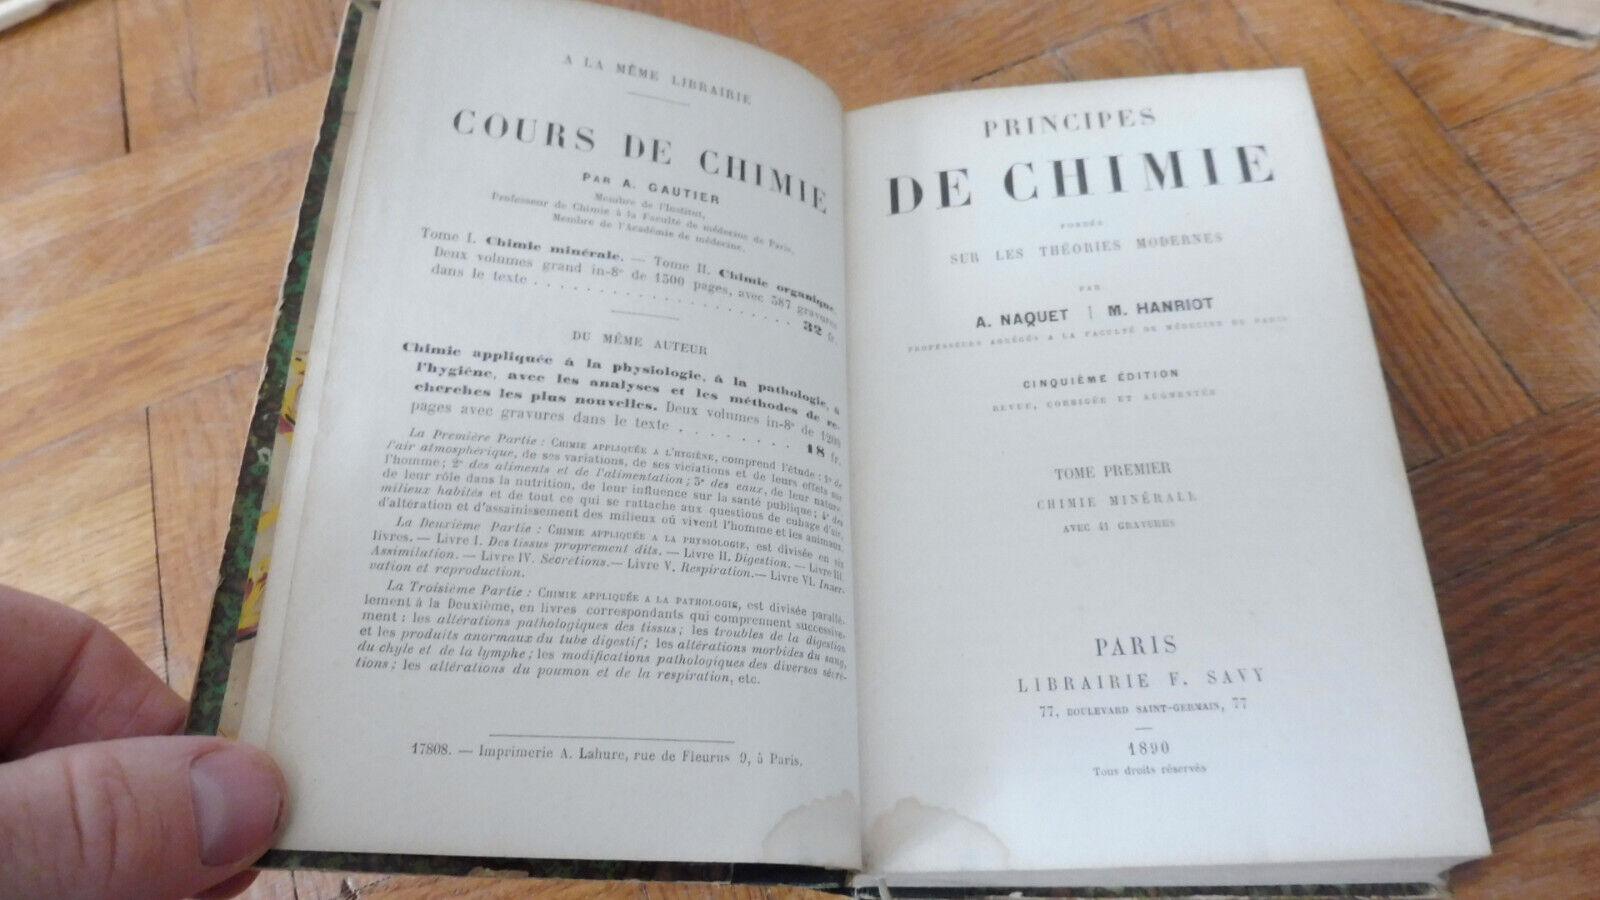 A LA MÊME LIBRAIRIE
COURS DE CHIMIE
PAR A. GAUTIER
Membre de l'Institut,
Professeur de Chimie à la Faculté de médecine de Paris,
Membre de l'Académie de médecine.
Tome I. Chimie minérale. — Tome II. Chimie organique.
Deux volumes grand in-8° de 1300 pages, avec 387 gravures
dans le texte . . . . . . . . . . . . . . . . . . 32 fr.
DU MÊME AUTEUR
Chimie appliquée à la physiologie, à la pathologie, à
l'hygiène, avec les analyses et les méthodes de re-
cherches les plus nouvelles. Deux volumes in-8° de 1200
pages avec gravures dans le texte . . . . . . . . 18 fr.
La Première Partie : CHIMIE APPLIQUÉE A L'HYGIÈNE, comprend l'étude : 1° de
l'air atmosphérique, de ses variations, de ses viciations et de leurs effets sur
l'homme ; 2° des aliments et de l'alimentation ; 3° des eaux, de leur nature,
de leur rôle dans la nutrition, de leur influence sur la santé publique ; 4° des
milieux habités et de tout ce qui se rattache aux questions de cubage d'air,
d'altération et d'assainissement des milieux où vivent l'homme et les animaux.
La Deuxième Partie : CHIMIE APPLIQUÉE A LA PHYSIOLOGIE, est divisée en six
livres. — Livre I. Des tissus proprement dits. — Livre II. Digestion. — Livre III.
Assimilation. — Livre IV. Sécrétions. — Livre V. Respiration. — Livre VI. Inner-
vation et reproduction.
La Troisième Partie : CHIMIE APPLIQUÉE A LA PATHOLOGIE, est divisée parallè-
lement à la Deuxième, en livres correspondants qui comprennent successive-
ment : les altérations pathologiques des tissus ; les troubles de la digestion
et les produits anormaux du tube digestif ; les altérations morbides du sang,
du chyle et de la lymphe ; les modifications pathologiques des diverses sécré-
tions ; les altérations du poumon et de la respiration, etc.
17808. — Imprimerie A. Lahure, rue de Fleurus 9, à Paris.
PRINCIPES
DE CHIMIE
FONDÉE
SUR LES THÉORIES MODERNES
PAR
A. NAQUET | M. HANRIOT
PROFESSEURS AGRÉGÉS A LA FACULTÉ DE MÉDECINE DE PARIS
CINQUIÈME ÉDITION
REVUE, CORRIGÉE ET AUGMENTÉE
TOME PREMIER
CHIMIE MINÉRALE
AVEC 41 GRAVURES
PARIS
LIBRAIRIE F. SAVY
77, BOULEVARD SAINT-GERMAIN, 77
1890
Tous droits réservés